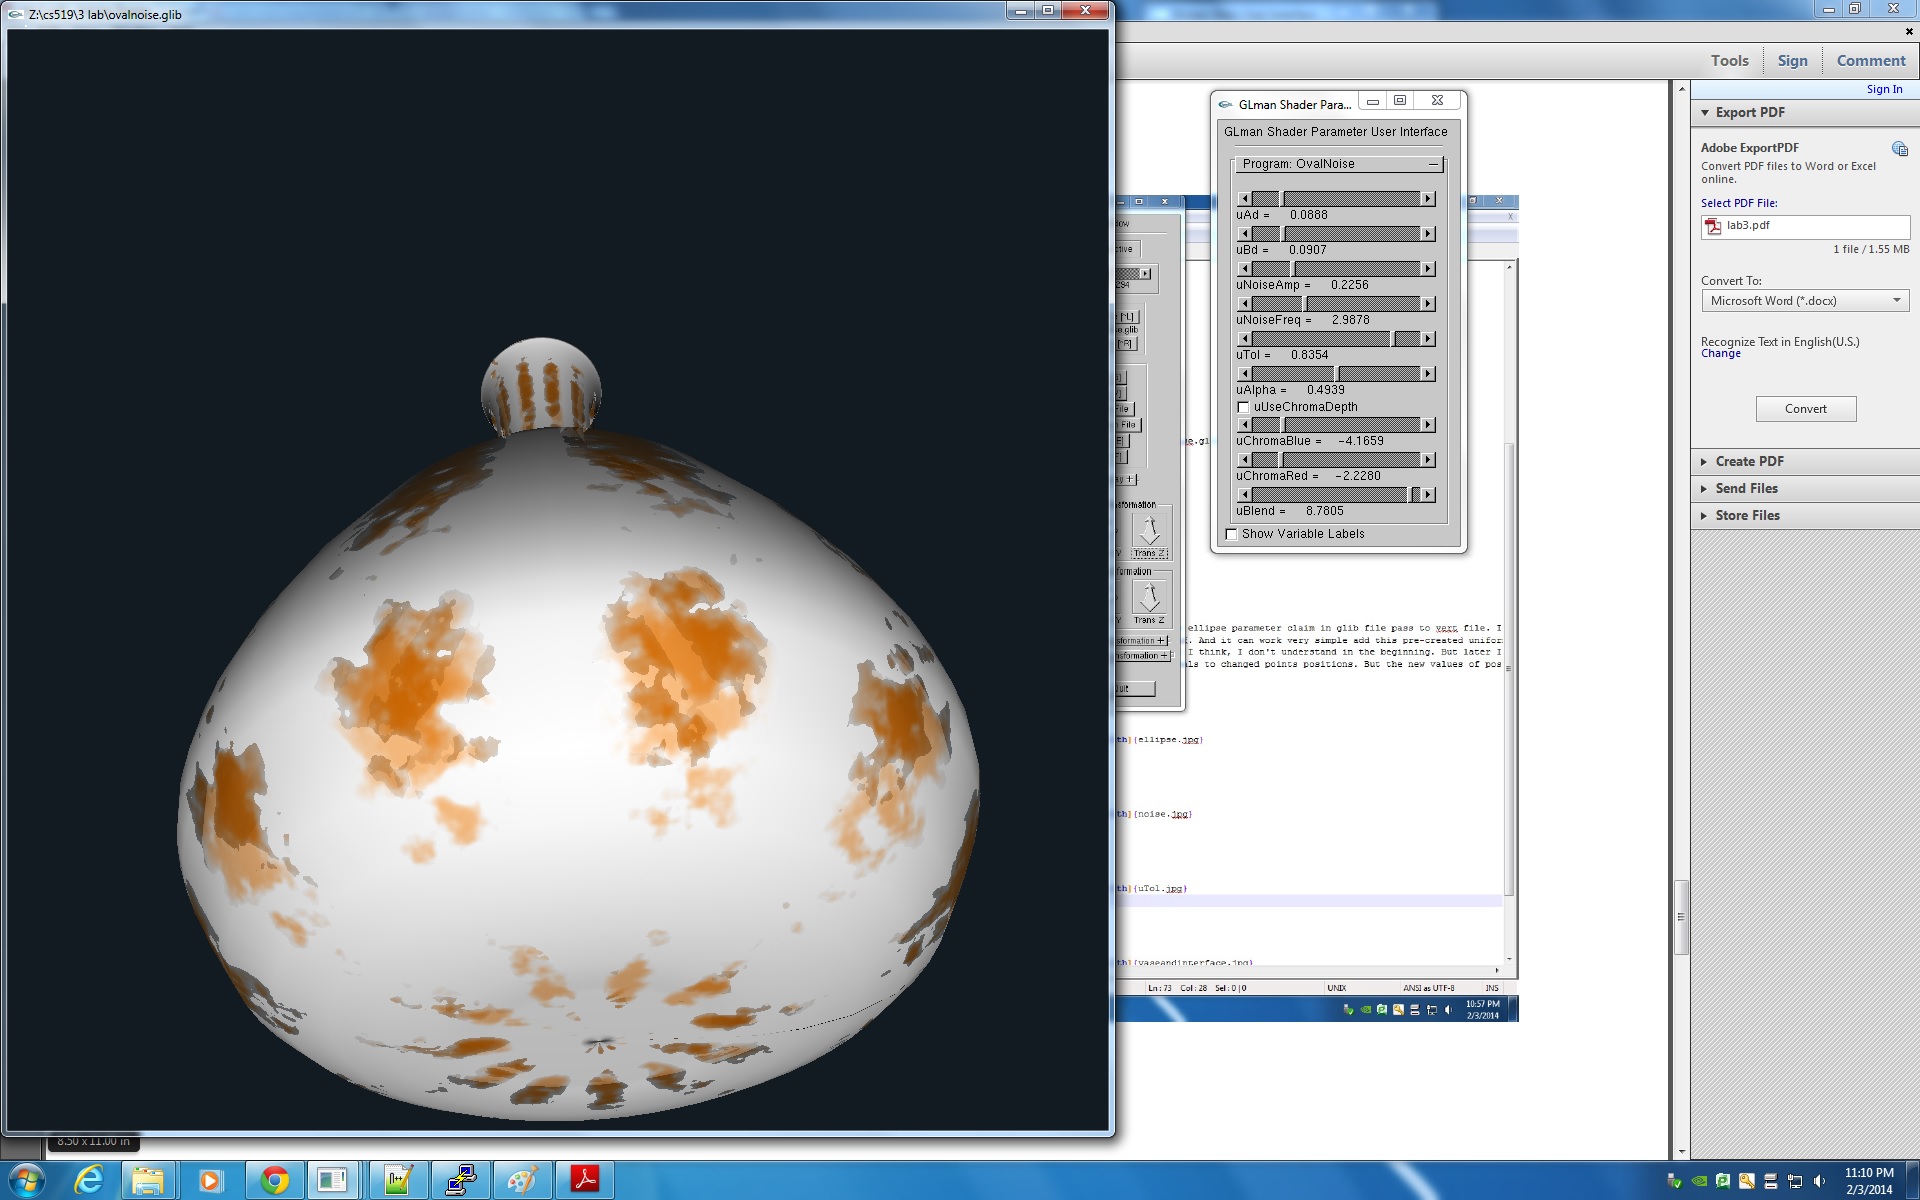 Z:\cs519\3 lab\ovalnoise.glib
Tools Sign Comment
Sign In
Export PDF
Adobe ExportPDF
Convert PDF files to Word or Excel
online.
Select PDF File:
lab3.pdf
1 file / 1.55 MB
Convert To:
Microsoft Word (*.docx)
Recognize Text in English(U.S.)
Change
Convert
Create PDF
Send Files
Store Files
GLman Shader Para...
GLman Shader Parameter User Interface
Program: OvalNoise
uAd = 0.0888
uBd = 0.0907
uNoiseAmp = 0.2256
uNoiseFreq = 2.9878
uTol = 0.8354
uAlpha = 0.4939
uUseChromaDepth
uChromaBlue = -4.1659
uChromaRed = -2.2280
uBlend = 8.7805
Show Variable Labels
Trans Z
Trans Z
ellipse parameter claim in glib file pass to vert file. I
. And it can work very simple add this pre-created unifor
I think, I don't understand in the beginning. But later I
ls to changed points positions. But the new values of pos
th]{ellipse.jpg}
th]{noise.jpg}
th]{uTol.jpg}
th]{vaseandinterface.jpg}
Ln:73 Col:28 Sel:0|0 UNIX ANSI as UTF-8 INS
10:57 PM
2/3/2014
8.50 x 11.00 in
11:10 PM
2/3/2014